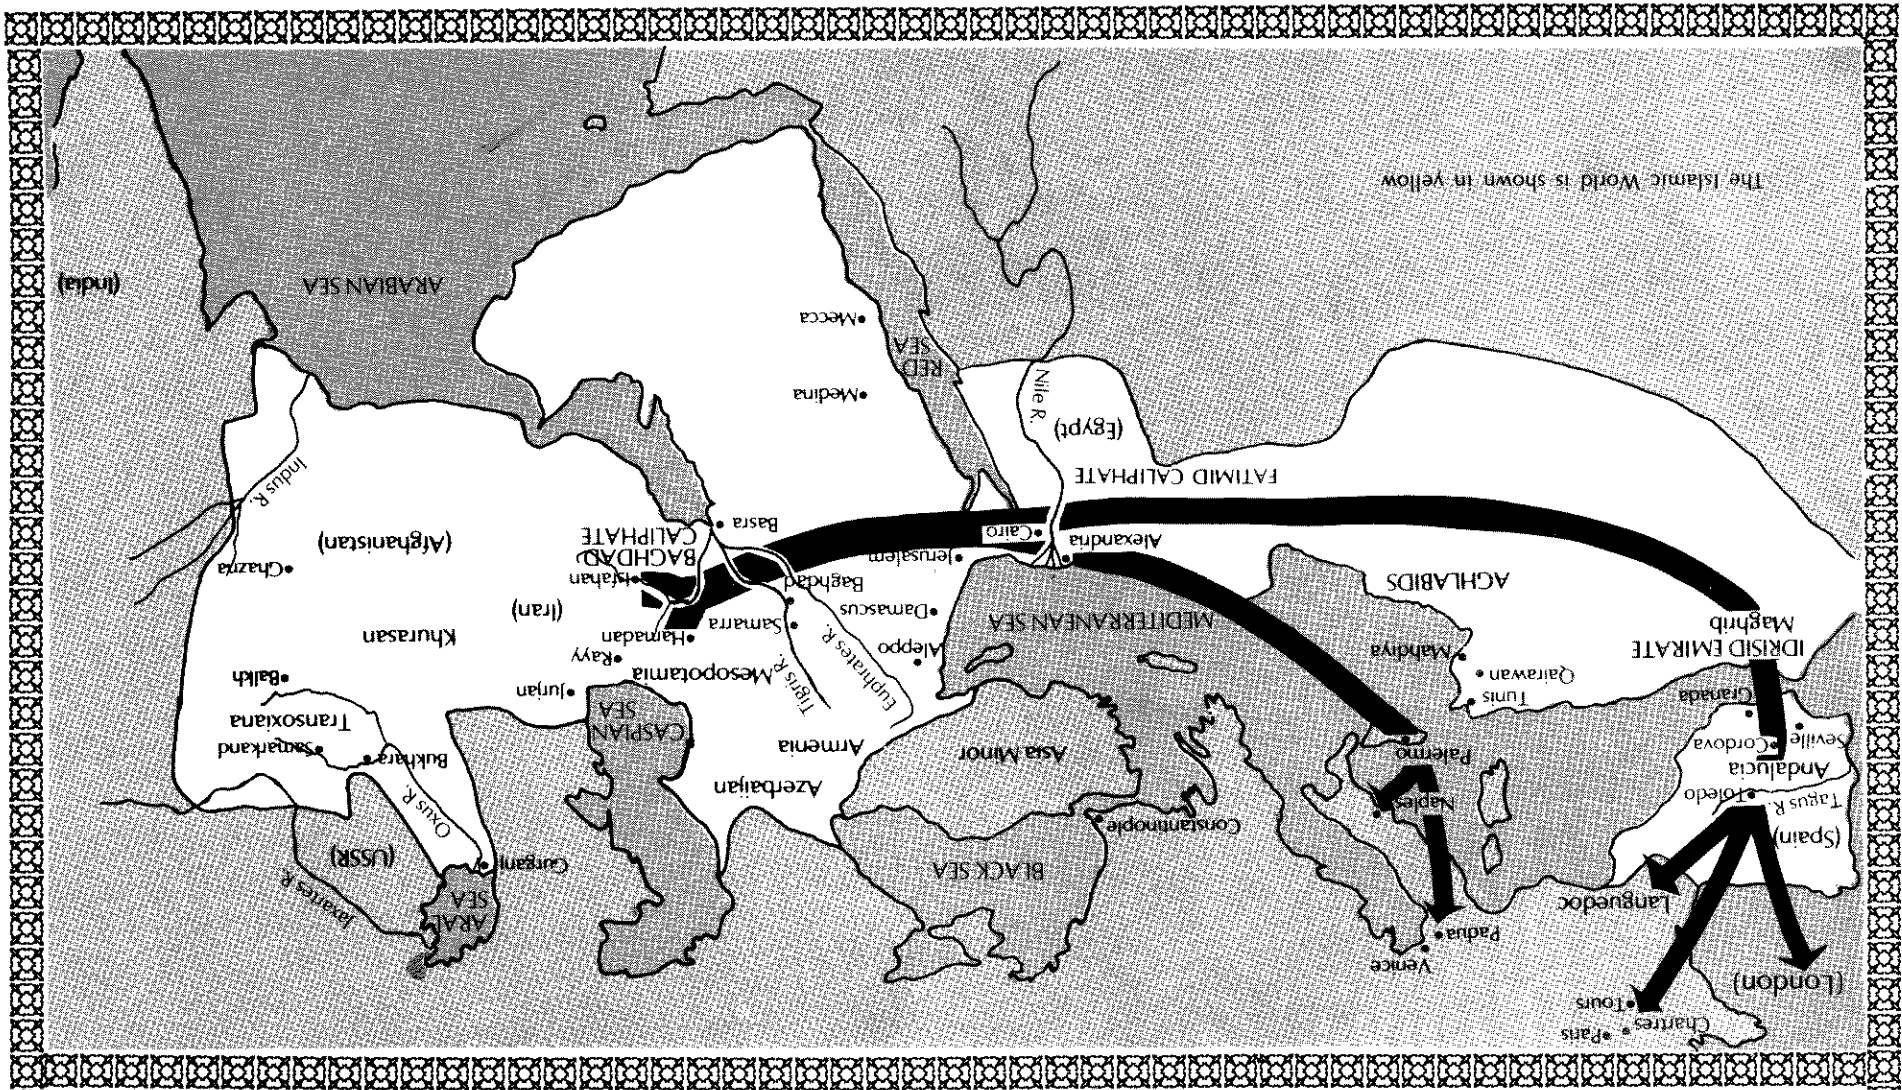 (London)
Chartres
Paris
Tours
Languedoc
Venice
Padua
(Spain)
Tagus R.
Toledo
Andalucia
Seville
Cordova
Granada
IDRISID EMIRATE
Maghrib
Naples
Palermo
Tunis
Qairawan
Mahdiya
AGHLABIDS
Constantinople
BLACK SEA
Asia Minor
MEDITERRANEAN SEA
Alexandria
Cairo
FATIMID CALIPHATE
(Egypt)
Nile R.
RED
SEA
Azerbaijan
Armenia
Aleppo
Damascus
Jerusalem
Euphrates R.
Tigris R.
Mesopotamia
Samarra
Baghdad
Basra
BAGHDAD
CALIPHATE
Medina
Mecca
CASPIAN
SEA
Jurjan
Rayy
Hamadan
(Iran)
Isfahan
ARAL
SEA
Gurganj
(USSR)
Jaxartes R.
Oxus R.
Bukhara
Samarkand
Transoxiana
Balkh
Khurasan
Ghazna
(Afghanistan)
Indus R.
ARABIAN SEA
(India)
The Islamic World is shown in yellow